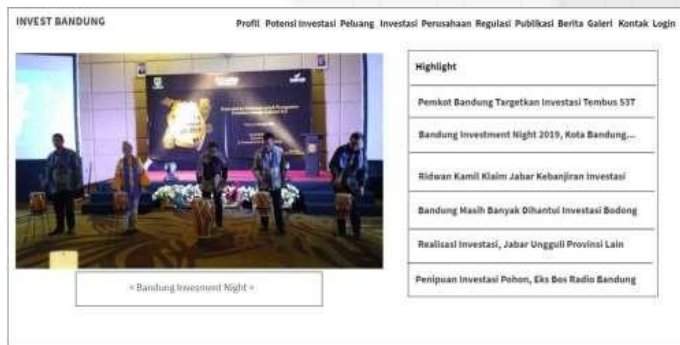 INVEST BANDUNG
Profil Potensi Investasi Peluang Investasi Perusahaan Regulasi Publikasi Berita Galeri Kontak Login
Highlight
Pemkot Bandung Targetkan Investasi Tembus 53T
Bandung Investment Night 2019, Kota Bandung...
Ridwan Kamil Klaim Jabar Kebanjiran Investasi
Bandung Masih Banyak Dihantui Investasi Bodong
Realisasi Investasi, Jabar Ungguli Provinsi Lain
Penipuan Investasi Pohon, Eks Bos Radio Bandung
< Bandung Invesment Night >